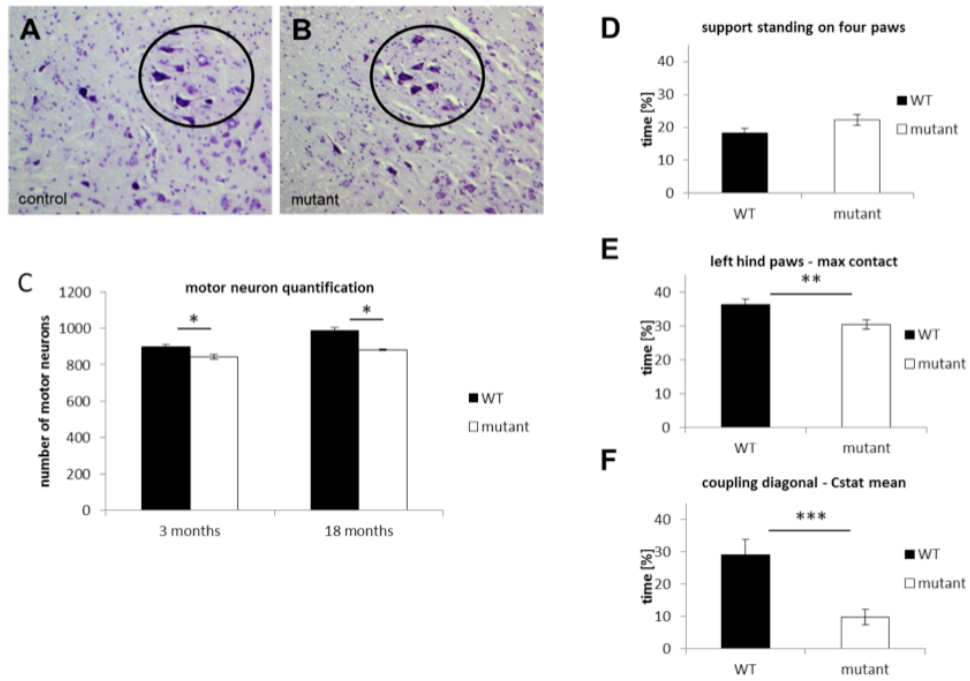 A
control
B
mutant
C
motor neuron quantification
*
*
1200
1000
800
600
400
200
0
number of motor neurons
3 months
18 months
WT
mutant
D
support standing on four paws
40
30
20
10
0
time [%]
WT
mutant
WT
mutant
E
left hind paws - max contact
**
40
30
20
10
0
time [%]
WT
mutant
WT
mutant
F
coupling diagonal - Cstat mean
***
40
30
20
10
0
time [%]
WT
mutant
WT
mutant